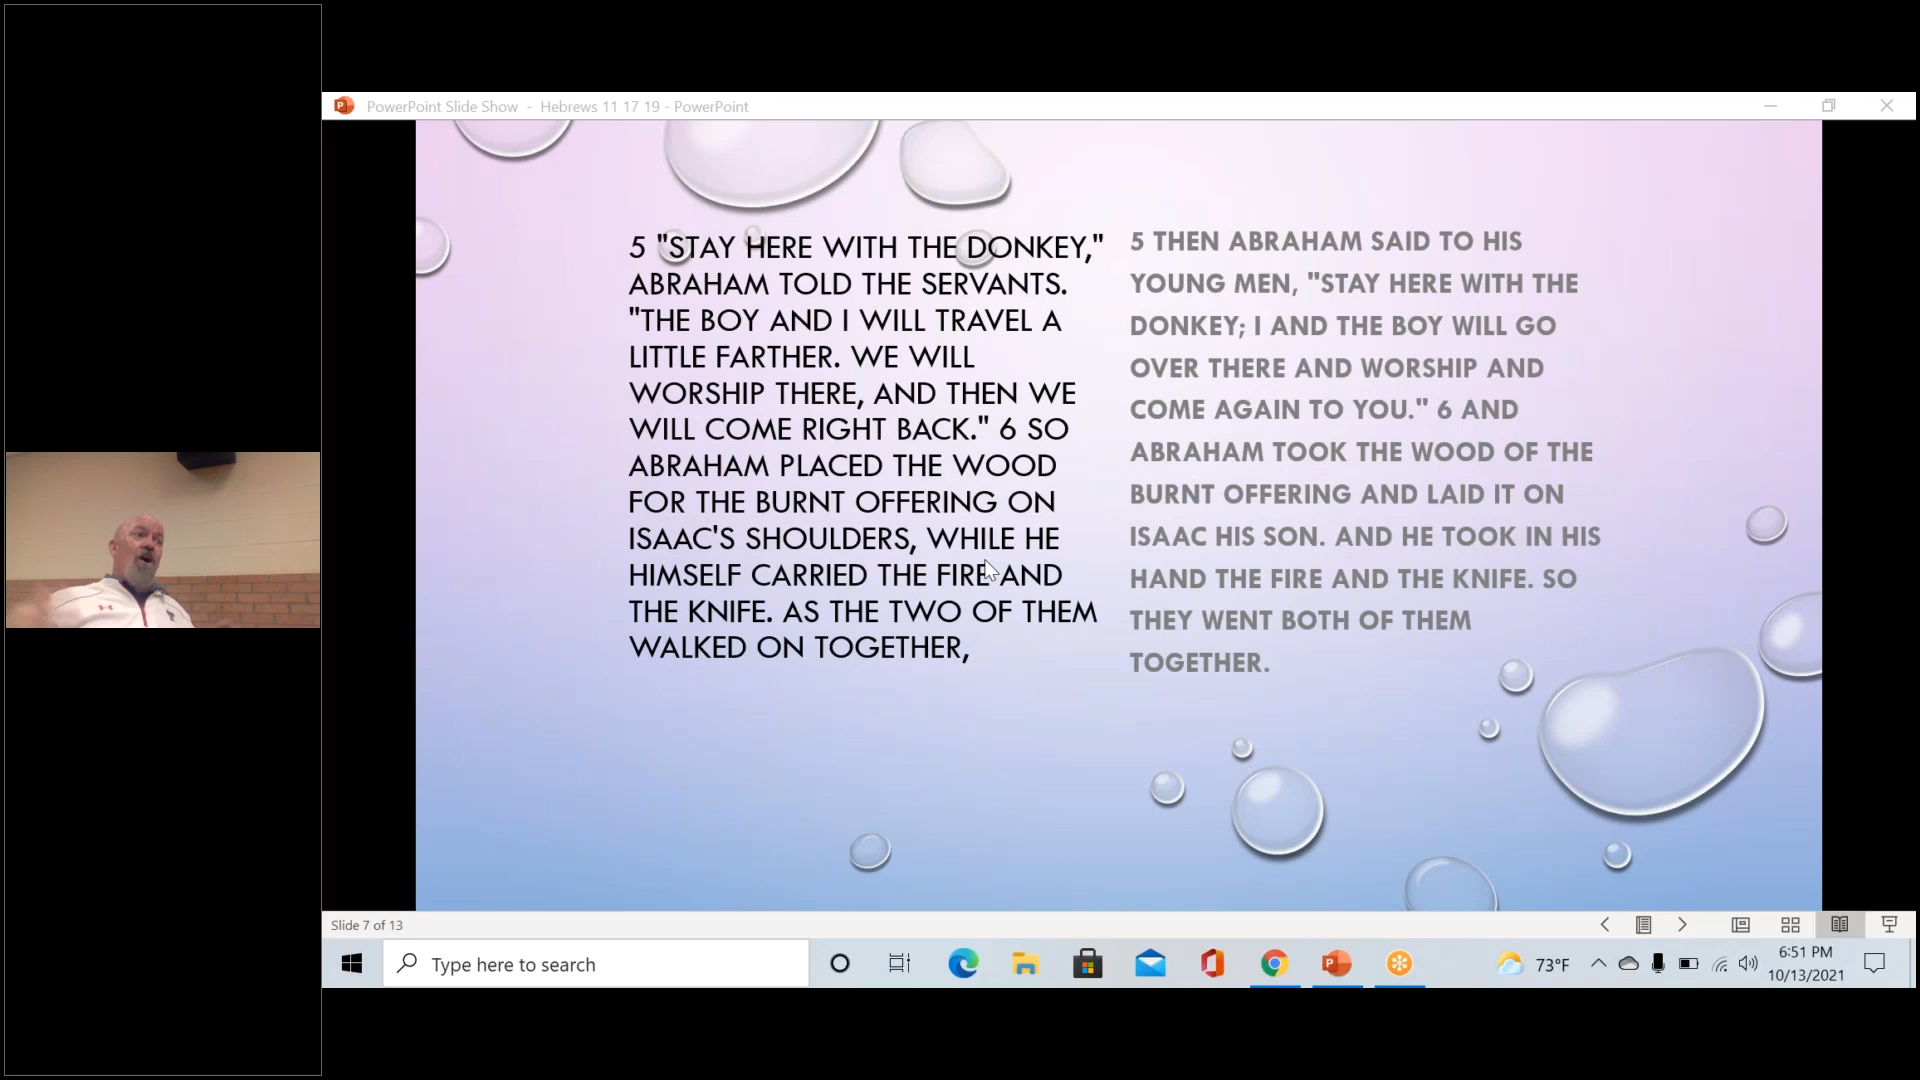 PowerPoint Slide Show - Hebrews 11 17 19 - PowerPoint
5 "STAY HERE WITH THE DONKEY,"
ABRAHAM TOLD THE SERVANTS.
"THE BOY AND I WILL TRAVEL A
LITTLE FARTHER. WE WILL
WORSHIP THERE, AND THEN WE
WILL COME RIGHT BACK." 6 SO
ABRAHAM PLACED THE WOOD
FOR THE BURNT OFFERING ON
ISAAC'S SHOULDERS, WHILE HE
HIMSELF CARRIED THE FIRE AND
THE KNIFE. AS THE TWO OF THEM
WALKED ON TOGETHER,
5 THEN ABRAHAM SAID TO HIS
YOUNG MEN, "STAY HERE WITH THE
DONKEY; I AND THE BOY WILL GO
OVER THERE AND WORSHIP AND
COME AGAIN TO YOU." 6 AND
ABRAHAM TOOK THE WOOD OF THE
BURNT OFFERING AND LAID IT ON
ISAAC HIS SON. AND HE TOOK IN HIS
HAND THE FIRE AND THE KNIFE. SO
THEY WENT BOTH OF THEM
TOGETHER.
Slide 7 of 13
Type here to search
73°F
6:51 PM
10/13/2021